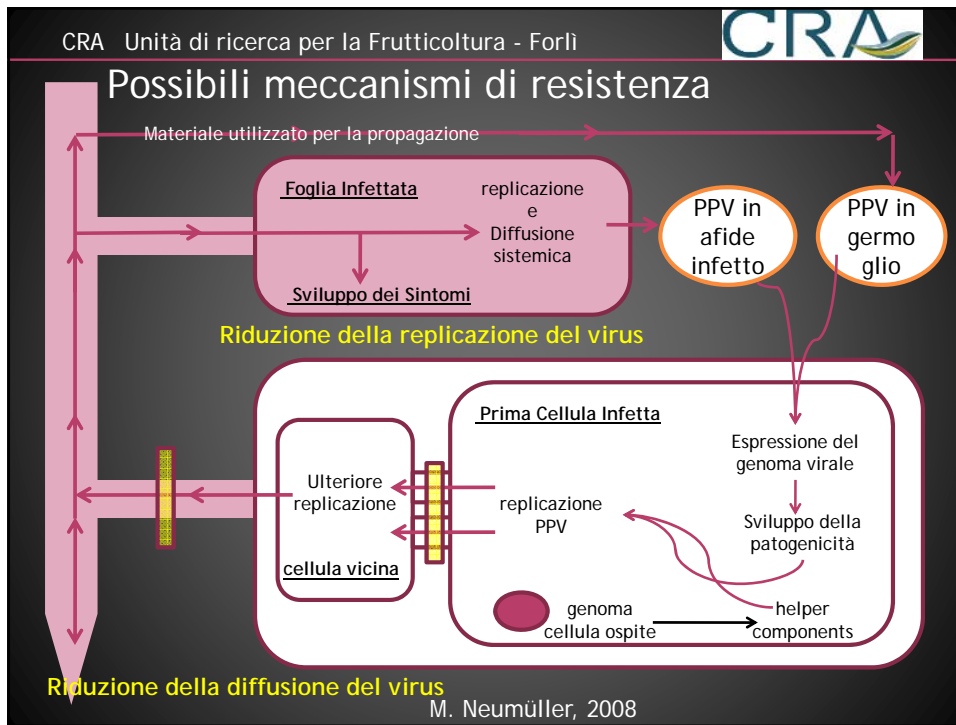 CRA Unità di ricerca per la Frutticoltura - Forlì
CRA
Possibili meccanismi di resistenza
Materiale utilizzato per la propagazione
Foglia Infettata
replicazione
e
Diffusione
sistemica
Sviluppo dei Sintomi
PPV in
afide
infetto
PPV in
germo
glio
Riduzione della replicazione del virus
Prima Cellula Infetta
Espressione del
genoma virale
Sviluppo della
patogenicità
replicazione
PPV
Ulteriore
replicazione
cellula vicina
genoma
cellula ospite
helper
components
Riduzione della diffusione del virus
M. Neumüller, 2008